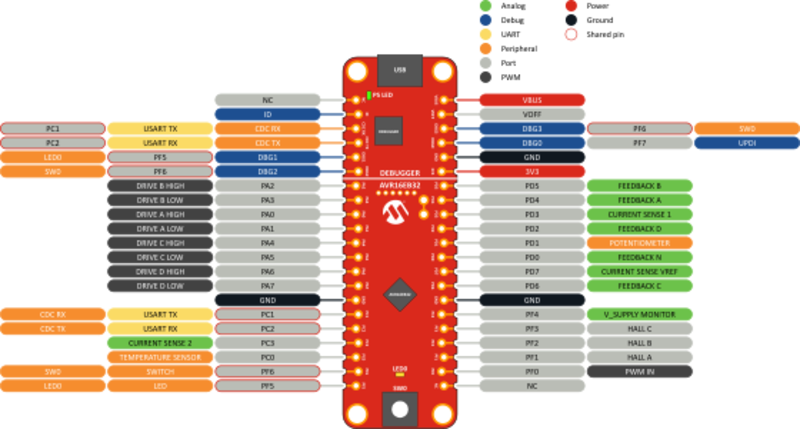 Analog Power
Debug Ground
UART Shared pin
Peripheral
Port
PWM
USB
PS LED
NC VBUS
ID VOFF
PC1 USART TX CDC RX DBG3 PF6 SW0
PC2 USART RX CDC TX DBG0 PF7 UPDI
LED0 PF5 DBG1 GND
SW0 PF6 DBG2 3V3
DEBUGGER
AVR16EB32
DRIVE B HIGH PA2 PD5 FEEDBACK B
DRIVE B LOW PA3 PD4 FEEDBACK A
DRIVE A HIGH PA0 PD3 CURRENT SENSE 1
DRIVE A LOW PA1 PD2 FEEDBACK D
DRIVE C HIGH PA4 PD1 POTENTIOMETER
DRIVE C LOW PA5 PD0 FEEDBACK N
DRIVE D HIGH PA6 PD7 CURRENT SENSE VREF
DRIVE D LOW PA7 PD6 FEEDBACK C
GND GND
CDC RX USART TX PC1 PF4 V_SUPPLY MONITOR
CDC TX USART RX PC2 PF3 HALL C
CURRENT SENSE 2 PC3 PF2 HALL B
TEMPERATURE SENSOR PC0 PF1 HALL A
SW0 SWITCH PF6 PF0 PWM IN
LED0 LED PF5 NC
LED0
SW0